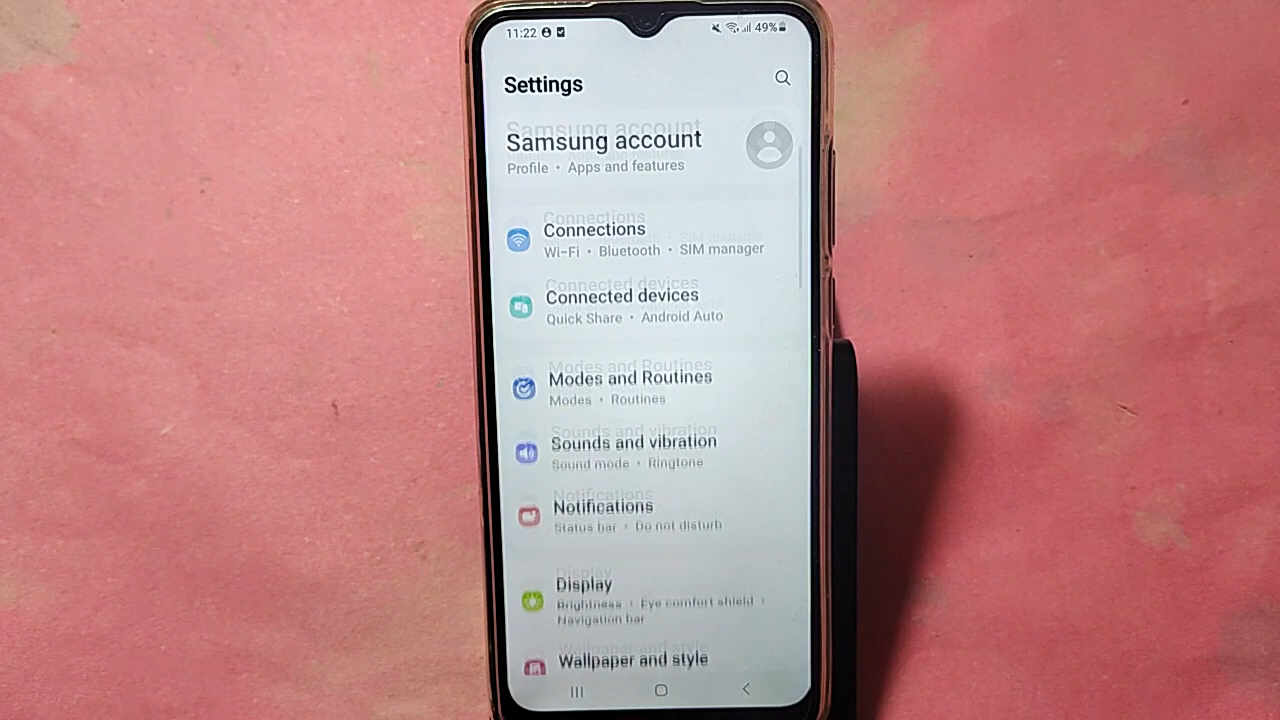 11:22
49%
Settings
Samsung account
Profile • Apps and features
Connections
Wi-Fi • Bluetooth • SIM manager
Connected devices
Quick Share • Android Auto
Modes and Routines
Modes • Routines
Sounds and vibration
Sound mode • Ringtone
Notifications
Status bar • Do not disturb
Display
Brightness • Eye comfort shield •
Navigation bar
Wallpaper and style